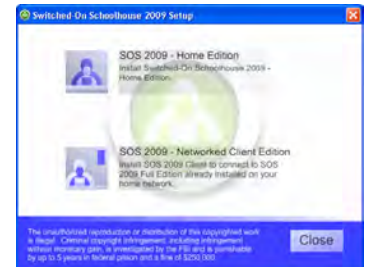 Switched-On Schoolhouse 2009 Setup
SOS 2009 - Home Edition
Install Switched-On Schoolhouse 2009 -
Home Edition.
SOS 2009 - Networked Client Edition
Install SOS 2009 Client to connect to SOS
2009 Full Edition already installed on your
home network.
The unauthorized reproduction or distribution of this copyrighted work
is illegal. Criminal copyright infringement, including infringement
without monetary gain, is investigated by the FBI and is punishable
by up to 5 years in federal prison and a fine of $250,000.
Close